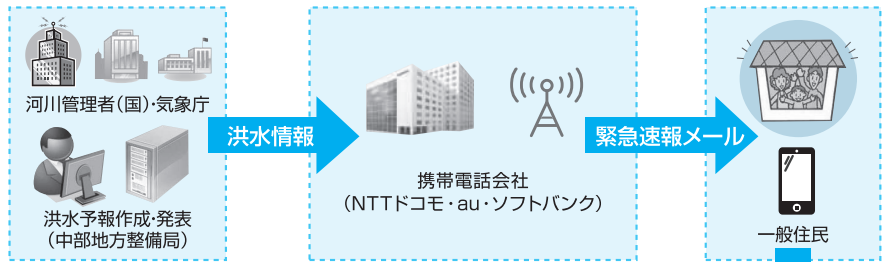 河川管理者(国)・気象庁
洪水予報作成・発表
(中部地方整備局)
洪水情報
携帯電話会社
(NTTドコモ・au・ソフトバンク)
緊急速報メール
一般住民